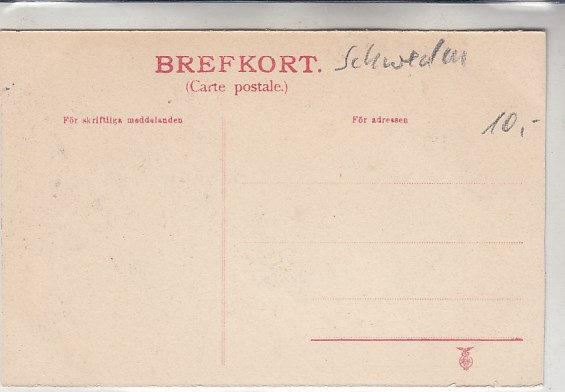 BREFKORT. Schweden
(Carte postale.)
För skriftliga meddelanden
För adressen
10,-